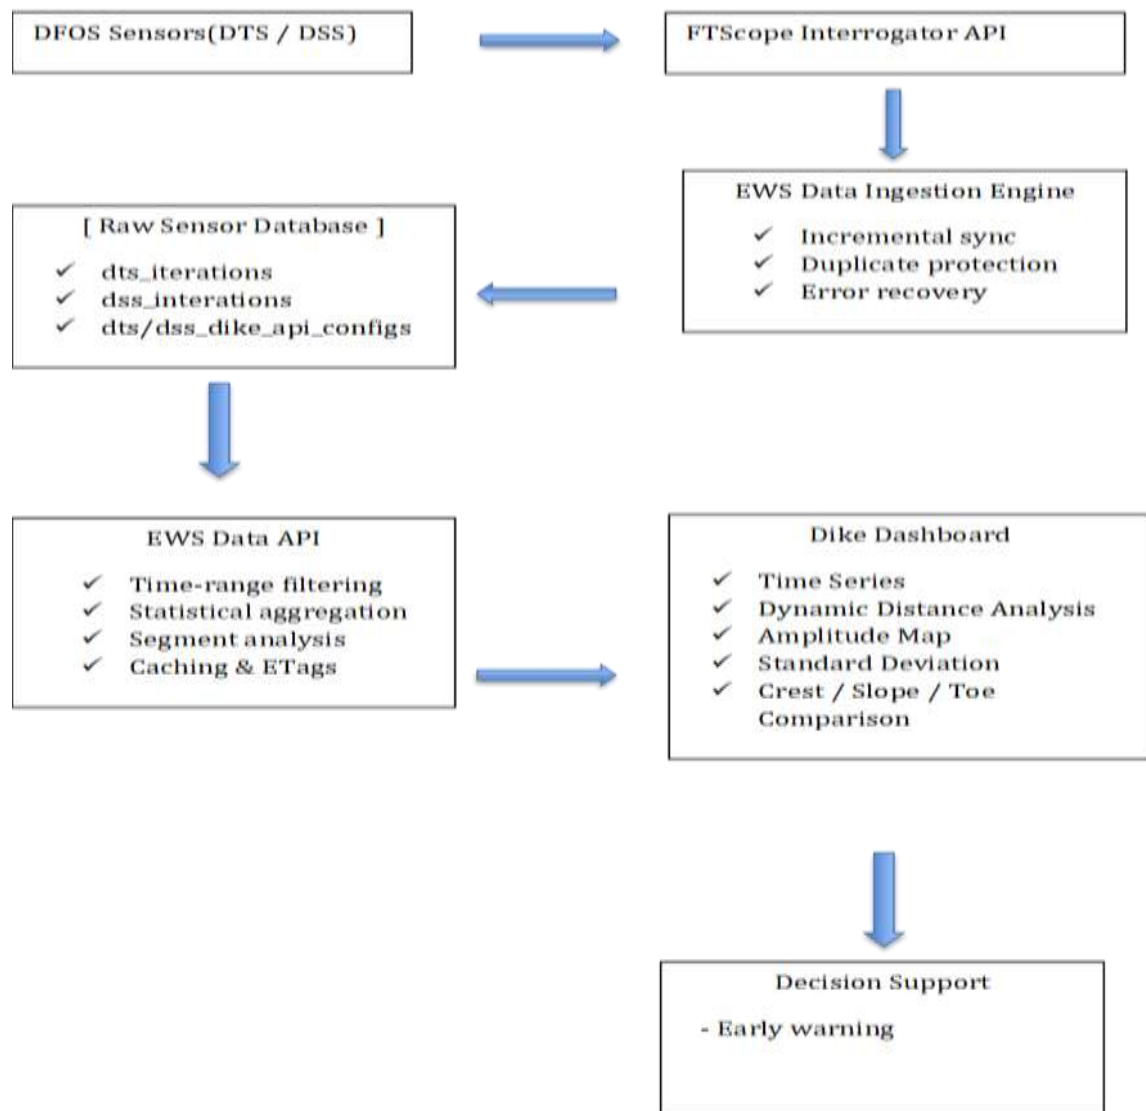 DFOS Sensors(DTS / DSS)
FTScope Interrogator API
EWS Data Ingestion Engine
✓ Incremental sync
✓ Duplicate protection
✓ Error recovery
[ Raw Sensor Database ]
✓ dts_iterations
✓ dss_interations
✓ dts/dss_dike_api_configs
EWS Data API
✓ Time-range filtering
✓ Statistical aggregation
✓ Segment analysis
✓ Caching & ETags
Dike Dashboard
✓ Time Series
✓ Dynamic Distance Analysis
✓ Amplitude Map
✓ Standard Deviation
✓ Crest / Slope / Toe
Comparison
Decision Support
- Early warning